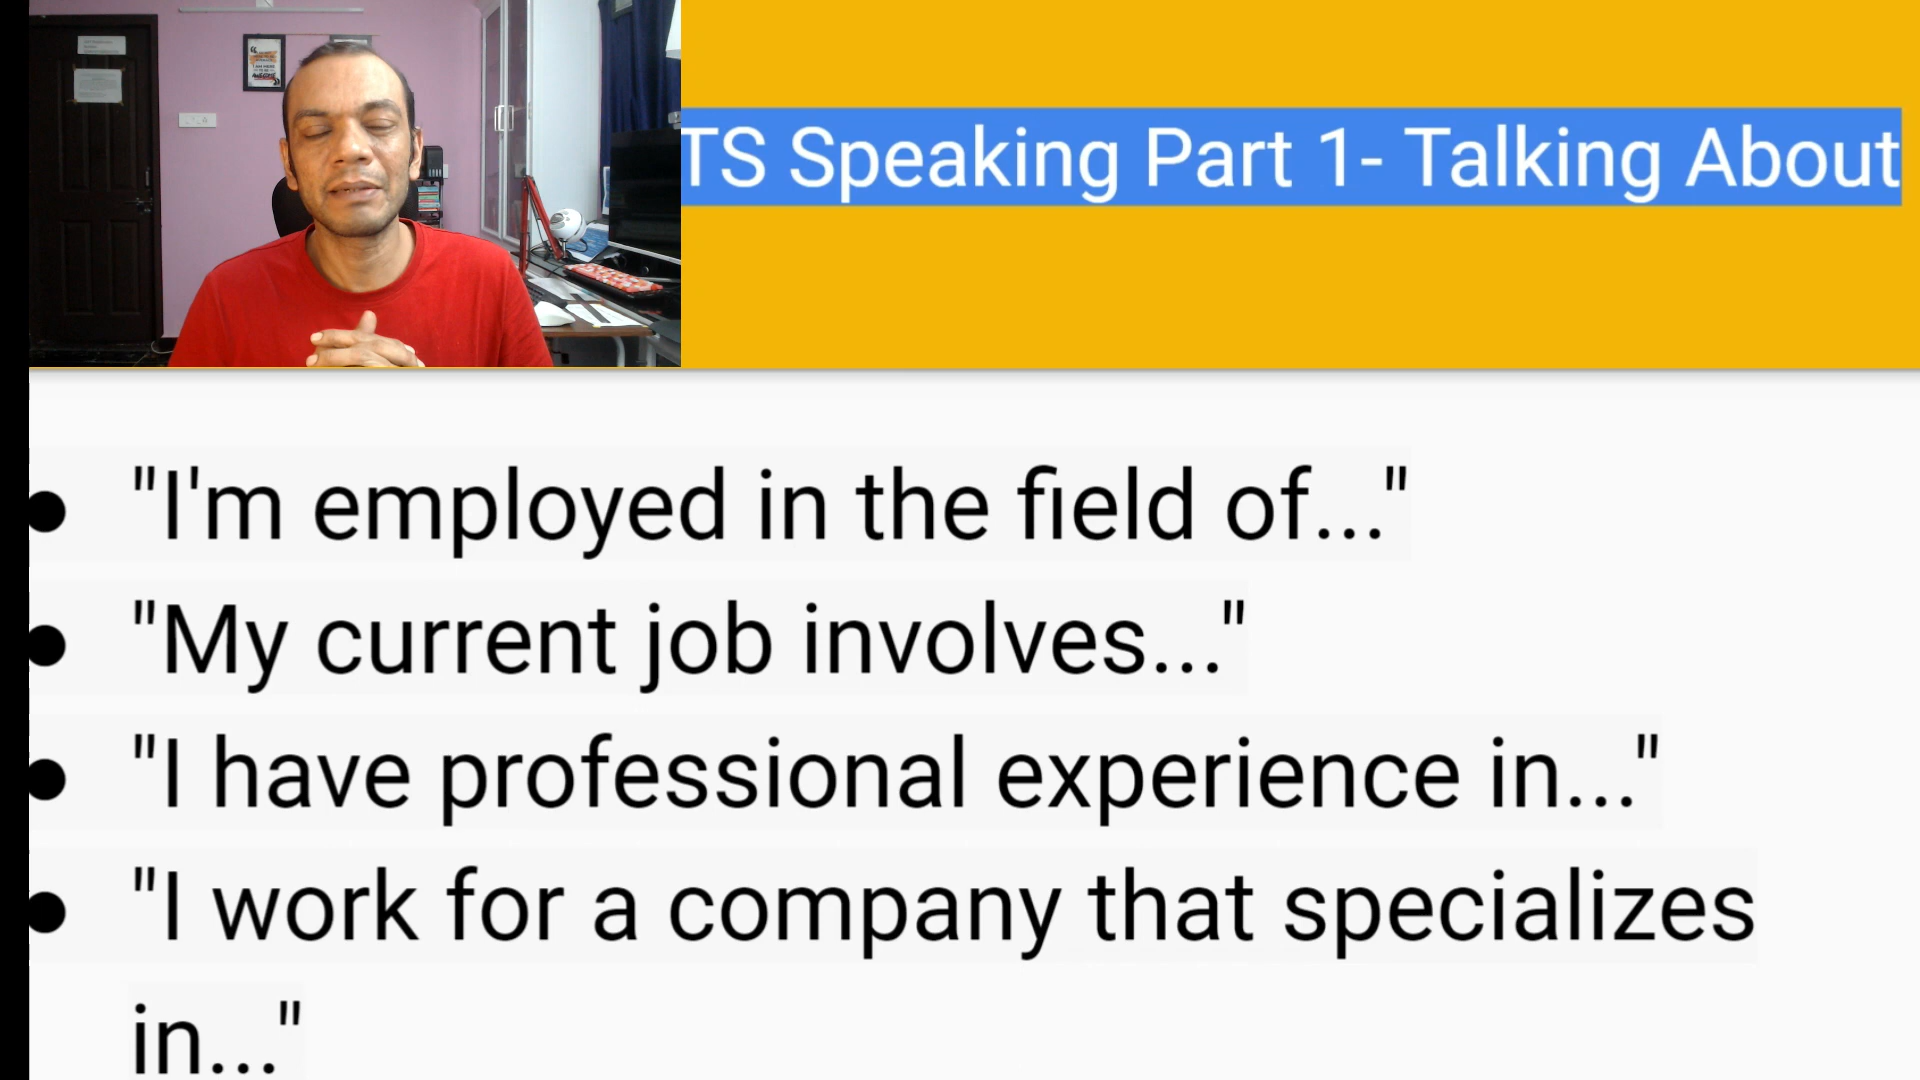 TS Speaking Part 1- Talking About
• "I'm employed in the field of..."
• "My current job involves..."
• "I have professional experience in..."
• "I work for a company that specializes
in..."